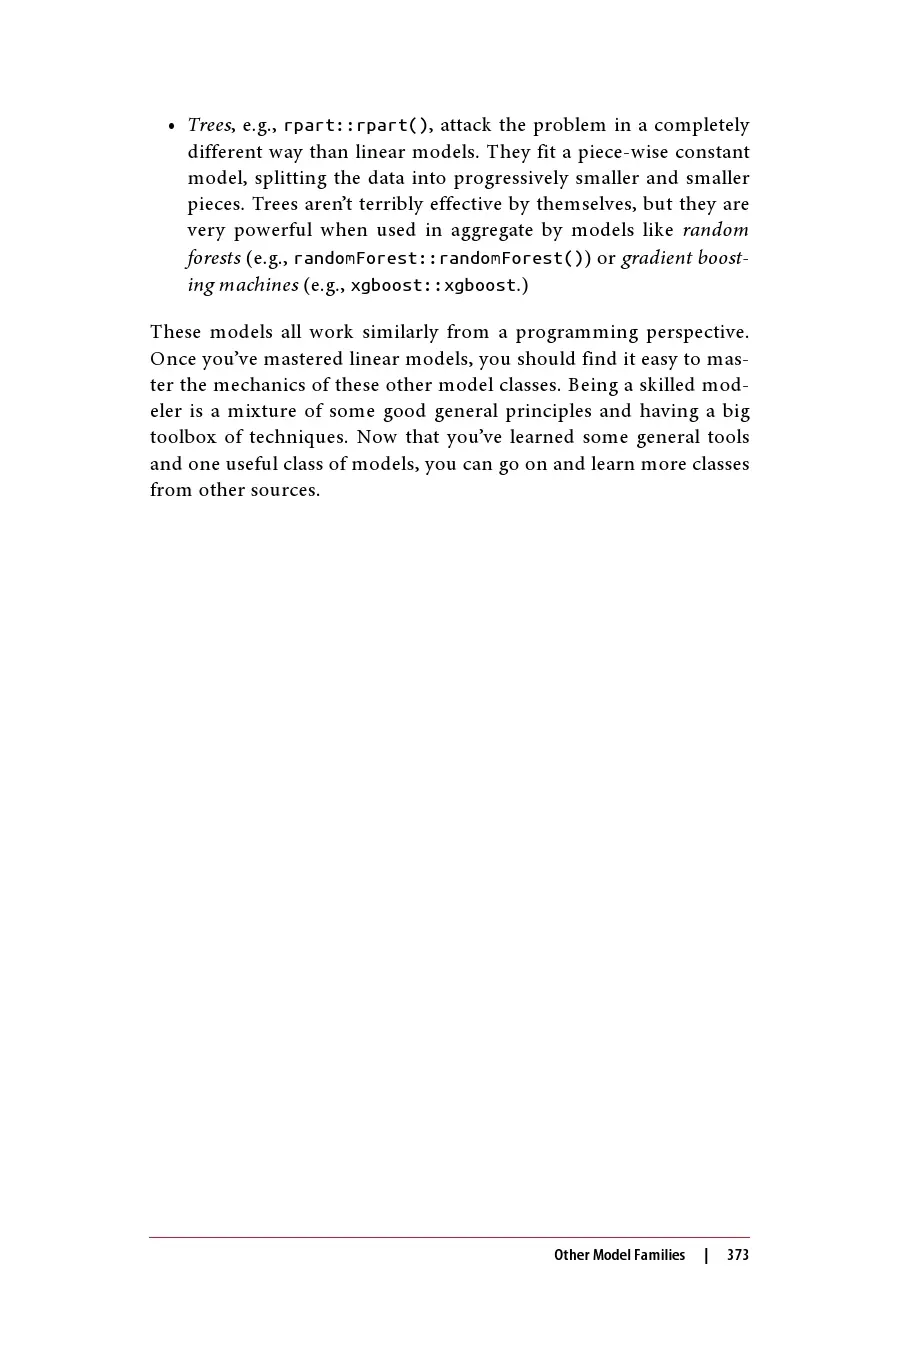 • Trees, e.g., rpart::rpart(), attack the problem in a completely
different way than linear models. They fit a piece-wise constant
model, splitting the data into progressively smaller and smaller
pieces. Trees aren’t terribly effective by themselves, but they are
very powerful when used in aggregate by models like random
forests (e.g., randomForest::randomForest()) or gradient boost-
ing machines (e.g., xgboost::xgboost.)
These models all work similarly from a programming perspective.
Once you’ve mastered linear models, you should find it easy to mas-
ter the mechanics of these other model classes. Being a skilled mod-
eler is a mixture of some good general principles and having a big
toolbox of techniques. Now that you’ve learned some general tools
and one useful class of models, you can go on and learn more classes
from other sources.
Other Model Families | 373